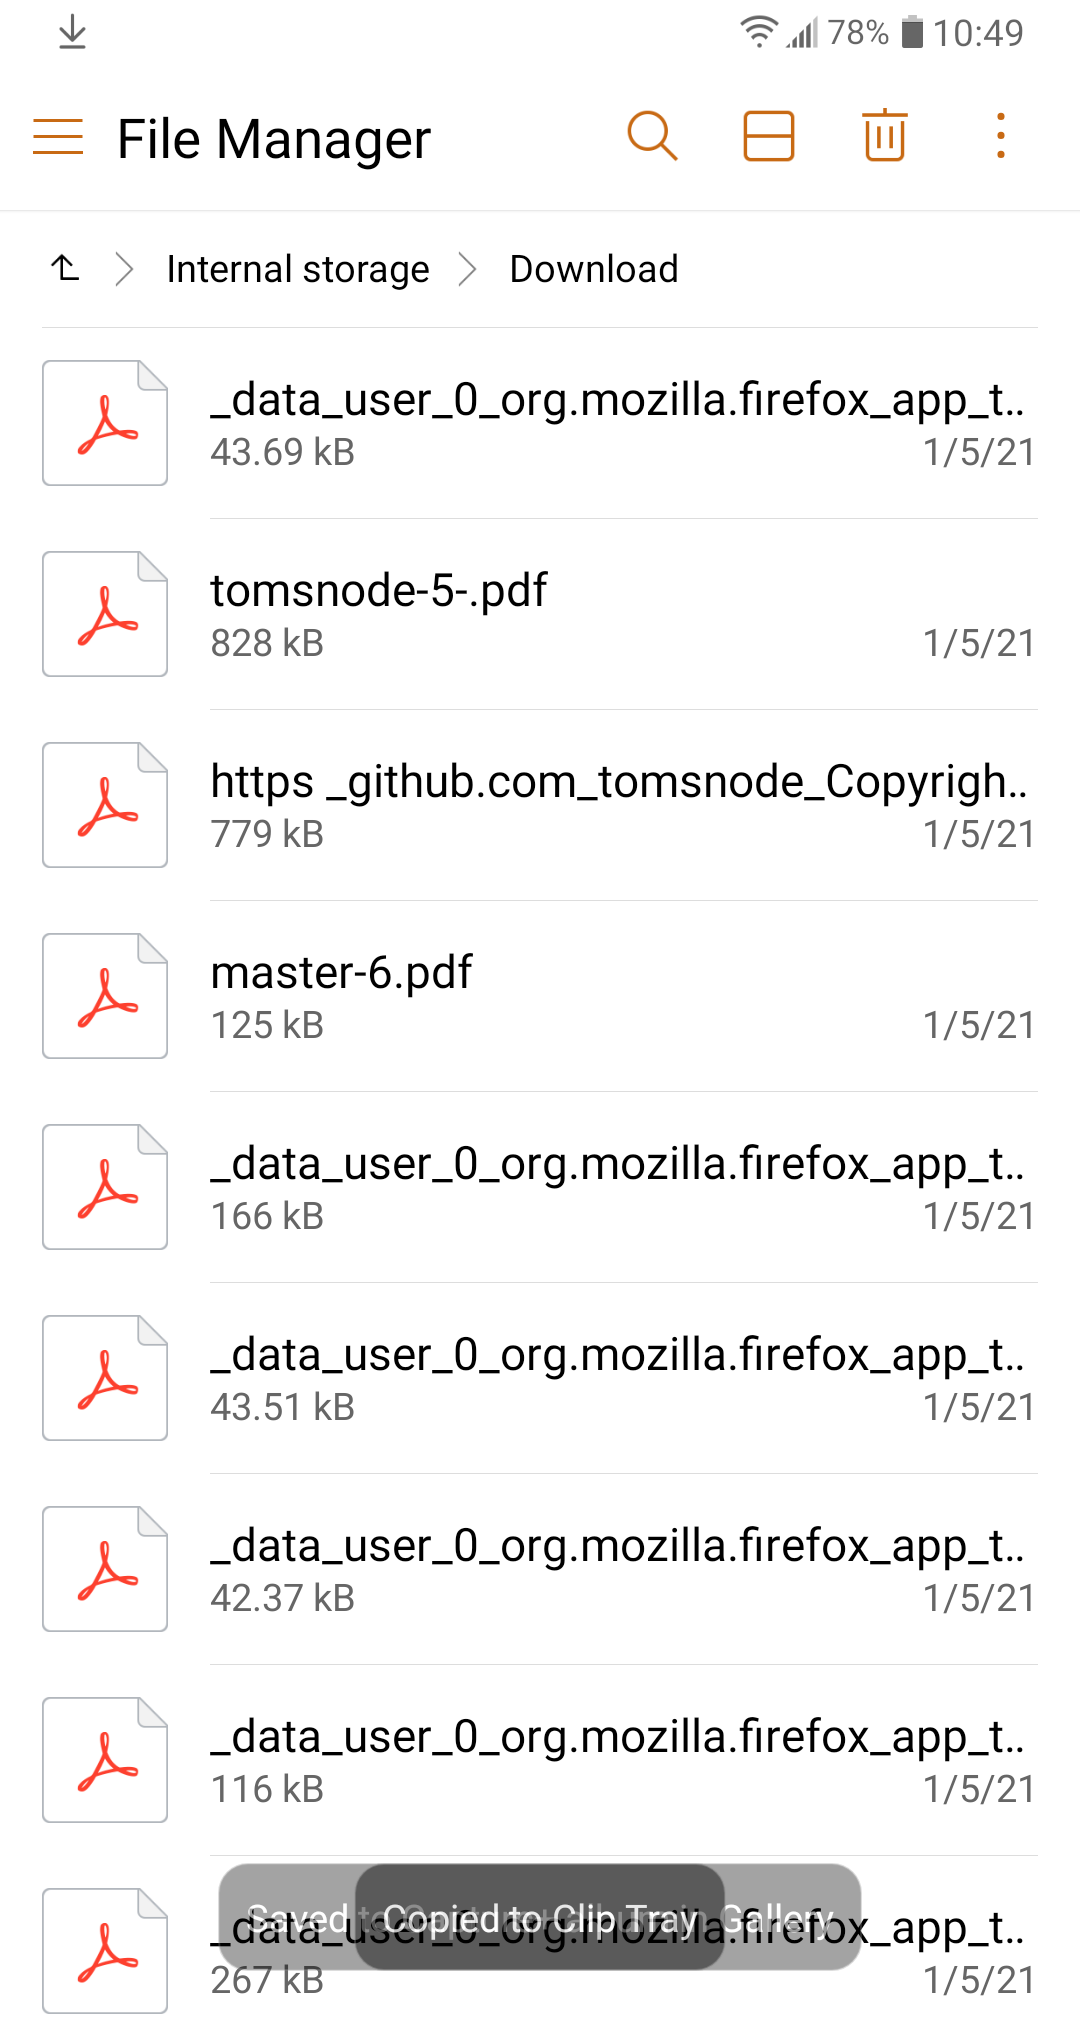 78% 10:49
File Manager
Internal storage Download
_data_user_0_org.mozilla.firefox_app_t..
43.69 kB 1/5/21
tomsnode-5-.pdf
828 kB 1/5/21
https _github.com_tomsnode_Copyrigh..
779 kB 1/5/21
master-6.pdf
125 kB 1/5/21
_data_user_0_org.mozilla.firefox_app_t..
166 kB 1/5/21
_data_user_0_org.mozilla.firefox_app_t..
43.51 kB 1/5/21
_data_user_0_org.mozilla.firefox_app_t..
42.37 kB 1/5/21
_data_user_0_org.mozilla.firefox_app_t..
116 kB 1/5/21
Saved Gallery
Copied to Clip Tray
_data_user_0_org.mozilla.firefox_app_t..
267 kB 1/5/21